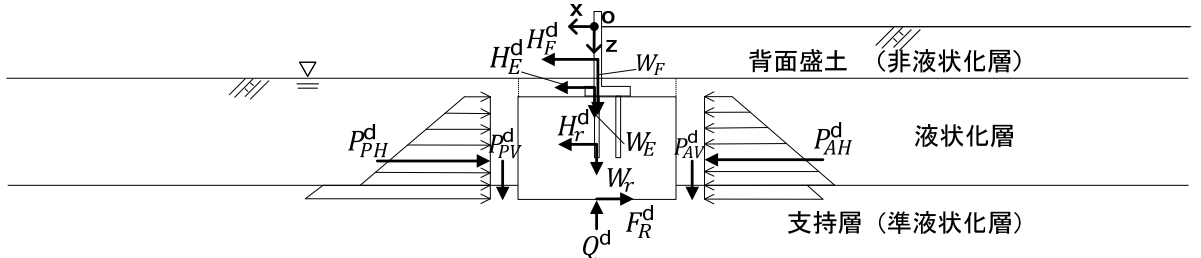 x o
z
H_E^d
H_E^d
W_F
背面盛土 (非液状化層)
P_PH^d
P_PV^d
H_r^d
W_E
P_AV^d
P_AH^d
液状化層
W_r
F_R^d
Q^d
支持層 (準液状化層)